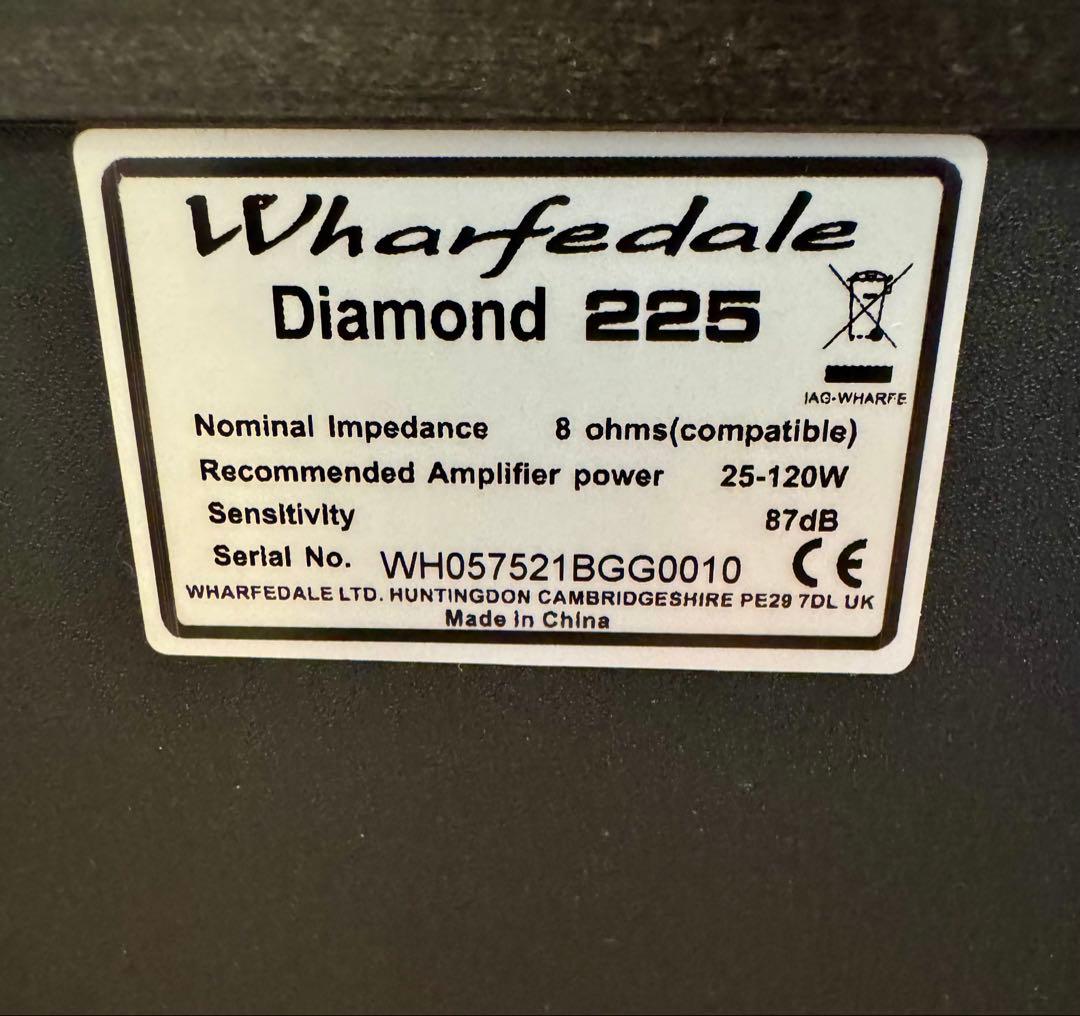 Wharfedale
Diamond 225
IAG-WHARFE
Nominal Impedance 8 ohms(compatible)
Recommended Amplifier power 25-120W
Sensitivity 87dB
Serial No. WH057521BGG0010 CE
WHARFEDALE LTD. HUNTINGDON CAMBRIDGESHIRE PE29 7DL UK
Made in China